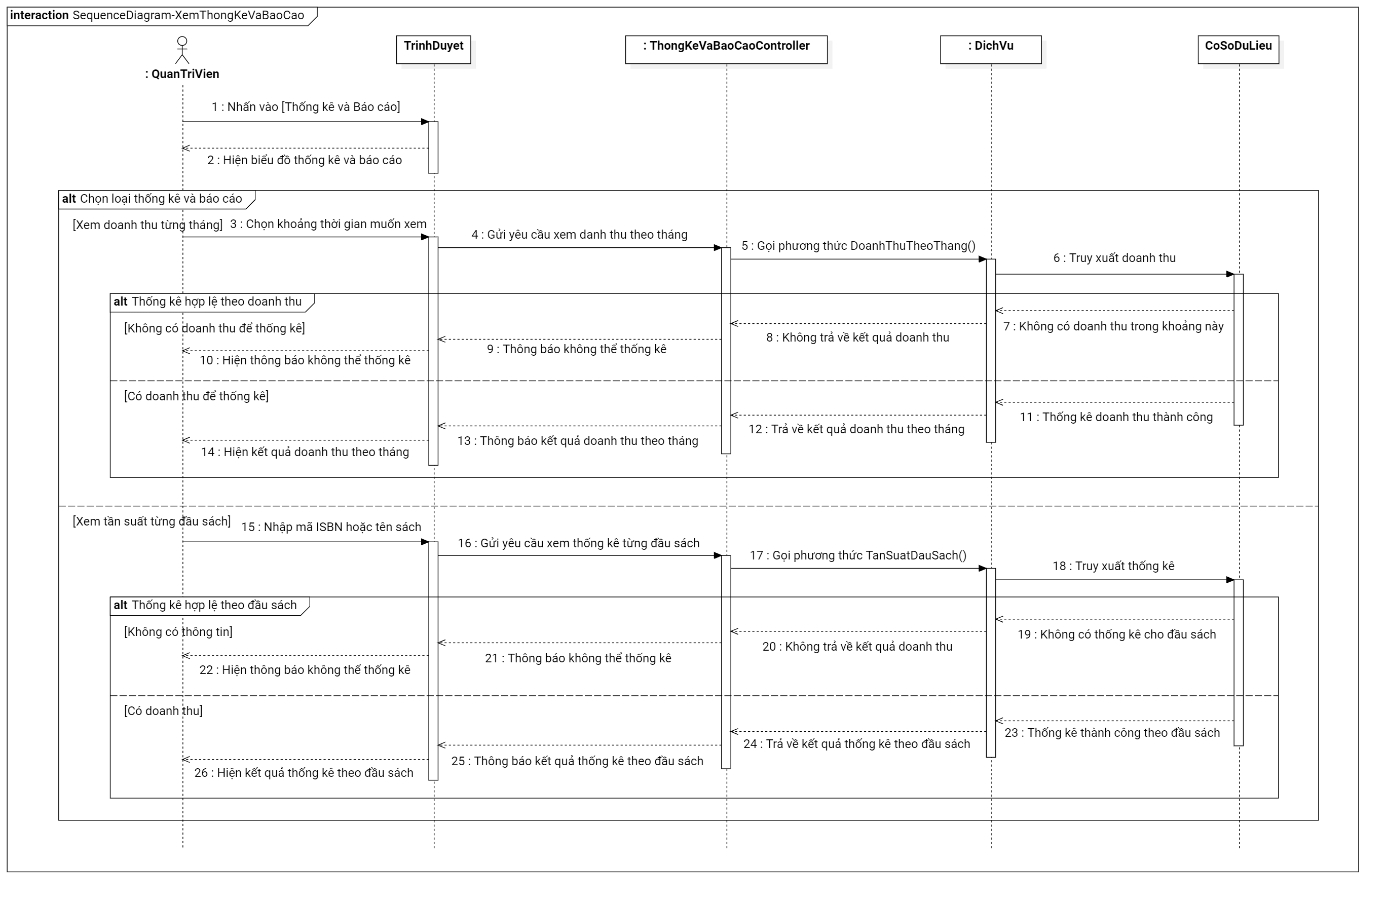 interaction SequenceDiagram-XemThongKeVaBaoCao
: QuanTriVien
TrinhDuyet
: ThongKeVaBaoCaoController
: DichVu
CoSoDuLieu
1 : Nhấn vào [Thống kê và Báo cáo]
2 : Hiện biểu đồ thống kê và báo cáo
alt Chọn loại thống kê và báo cáo
[Xem doanh thu từng tháng]
3 : Chọn khoảng thời gian muốn xem
4 : Gửi yêu cầu xem danh thu theo tháng
5 : Gọi phương thức DoanhThuTheoThang()
6 : Truy xuất doanh thu
alt Thống kê hợp lệ theo doanh thu
[Không có doanh thu để thống kê]
7 : Không có doanh thu trong khoảng này
8 : Không trả về kết quả doanh thu
9 : Thông báo không thể thống kê
10 : Hiện thông báo không thể thống kê
[Có doanh thu để thống kê]
11 : Thống kê doanh thu thành công
12 : Trả về kết quả doanh thu theo tháng
13 : Thông báo kết quả doanh thu theo tháng
14 : Hiện kết quả doanh thu theo tháng
[Xem tần suất từng đầu sách]
15 : Nhập mã ISBN hoặc tên sách
16 : Gửi yêu cầu xem thống kê từng đầu sách
17 : Gọi phương thức TanSuatDauSach()
18 : Truy xuất thống kê
alt Thống kê hợp lệ theo đầu sách
[Không có thông tin]
19 : Không có thống kê cho đầu sách
20 : Không trả về kết quả doanh thu
21 : Thông báo không thể thống kê
22 : Hiện thông báo không thể thống kê
[Có doanh thu]
23 : Thống kê thành công theo đầu sách
24 : Trả về kết quả thống kê theo đầu sách
25 : Thông báo kết quả thống kê theo đầu sách
26 : Hiện kết quả thống kê theo đầu sách